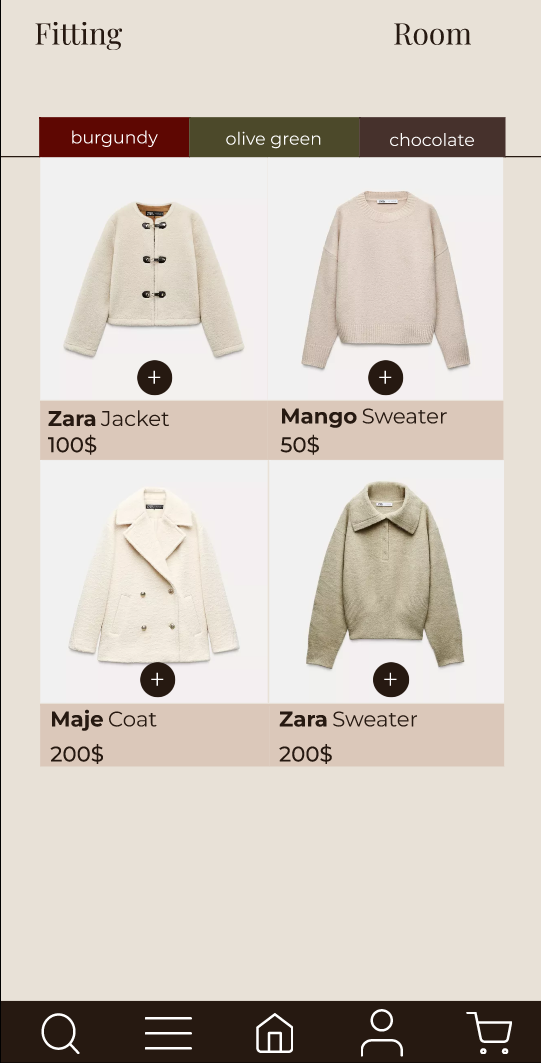 Fitting Room
burgundy olive green chocolate
Zara Jacket
100$
Mango Sweater
50$
Maje Coat
200$
Zara Sweater
200$